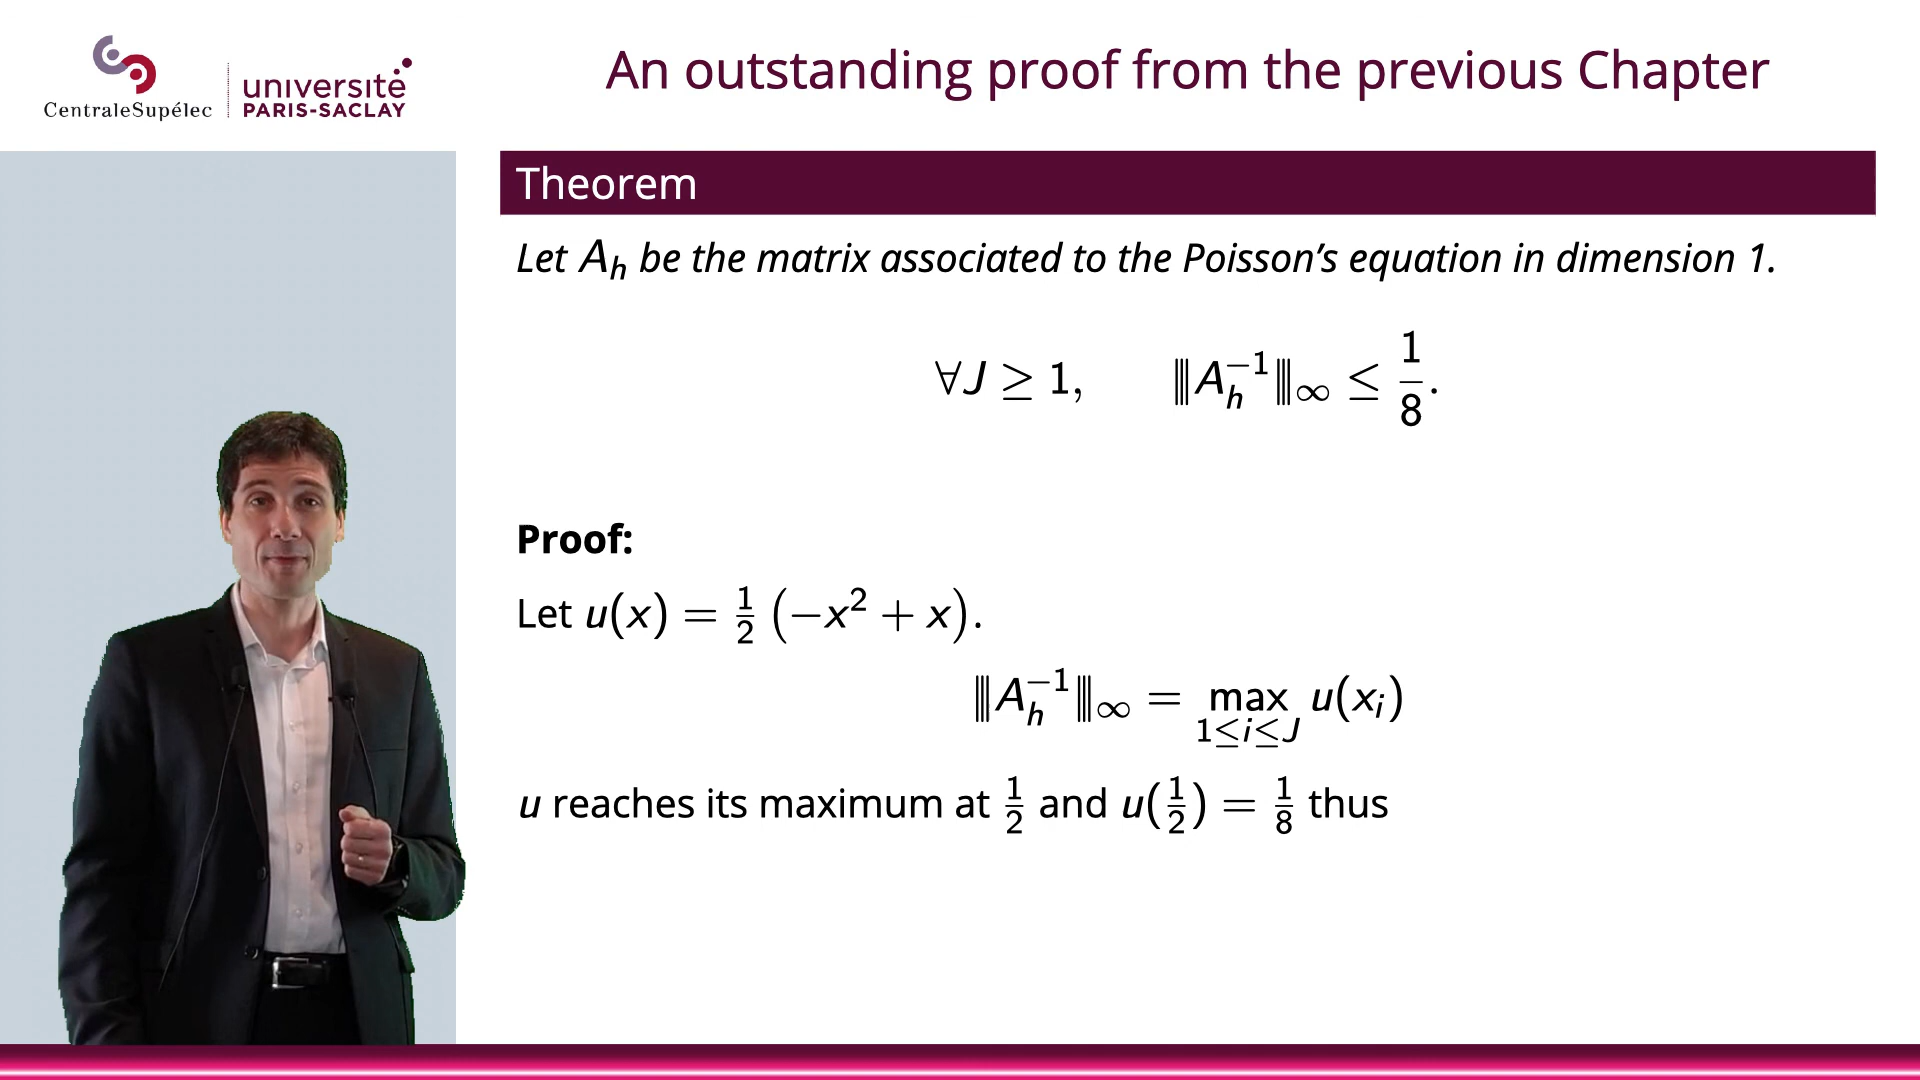 CentraleSupélec
université
PARIS-SACLAY
An outstanding proof from the previous Chapter
Theorem
Let A_h be the matrix associated to the Poisson's equation in dimension 1.
∀J ≥ 1, |||A_h^{-1}|||_∞ ≤ 1/8.
Proof:
Let u(x) = 1/2 (−x² + x).
|||A_h^{-1}|||_∞ = max_{1≤i≤J} u(x_i)
u reaches its maximum at 1/2 and u(1/2) = 1/8 thus